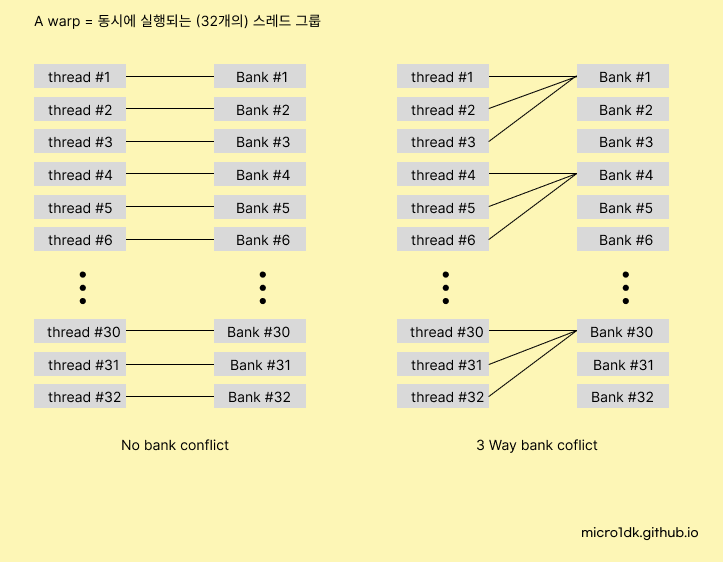 A warp = 동시에 실행되는 (32개의) 스레드 그룹
thread #1 Bank #1
thread #2 Bank #2
thread #3 Bank #3
thread #4 Bank #4
thread #5 Bank #5
thread #6 Bank #6
thread #30 Bank #30
thread #31 Bank #31
thread #32 Bank #32
No bank conflict
thread #1 Bank #1
thread #2 Bank #2
thread #3 Bank #3
thread #4 Bank #4
thread #5 Bank #5
thread #6 Bank #6
thread #30 Bank #30
thread #31 Bank #31
thread #32 Bank #32
3 Way bank coflict
micro1dk.github.io